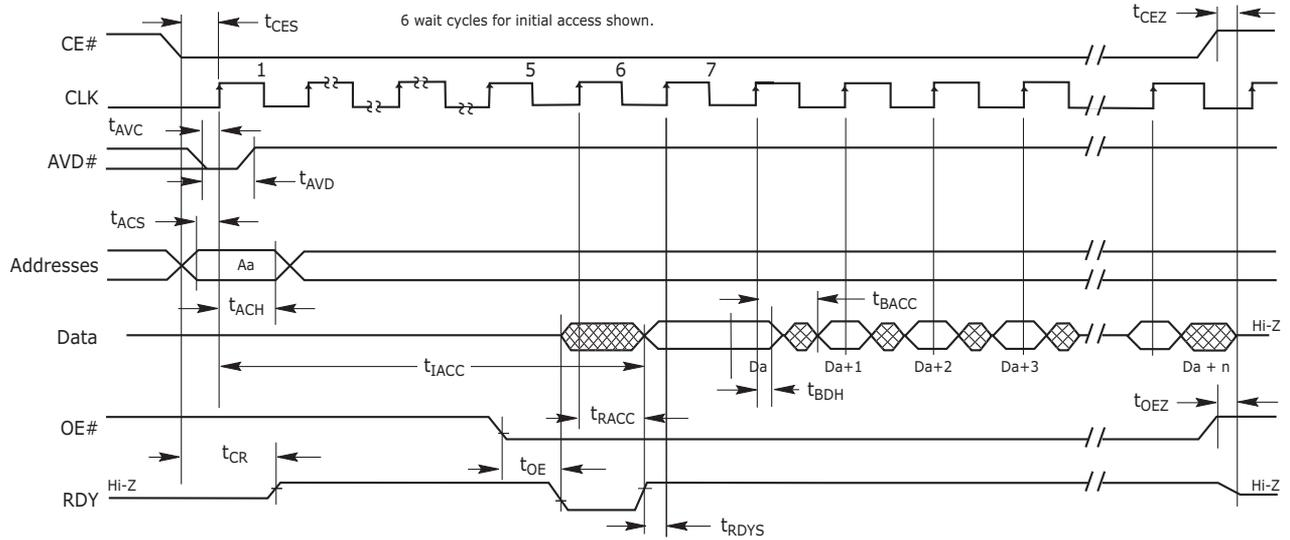 tCES
6 wait cycles for initial access shown.
tCEZ
CE#
1
5
6
7
CLK
tAVC
AVD#
tAVD
tACS
Addresses
Aa
tACH
tBACC
Data
Hi-Z
tIACC
Da
Da+1
Da+2
Da+3
Da + n
tBDH
tOEZ
OE#
tRACC
tCR
tOE
Hi-Z
RDY
Hi-Z
tRDYS